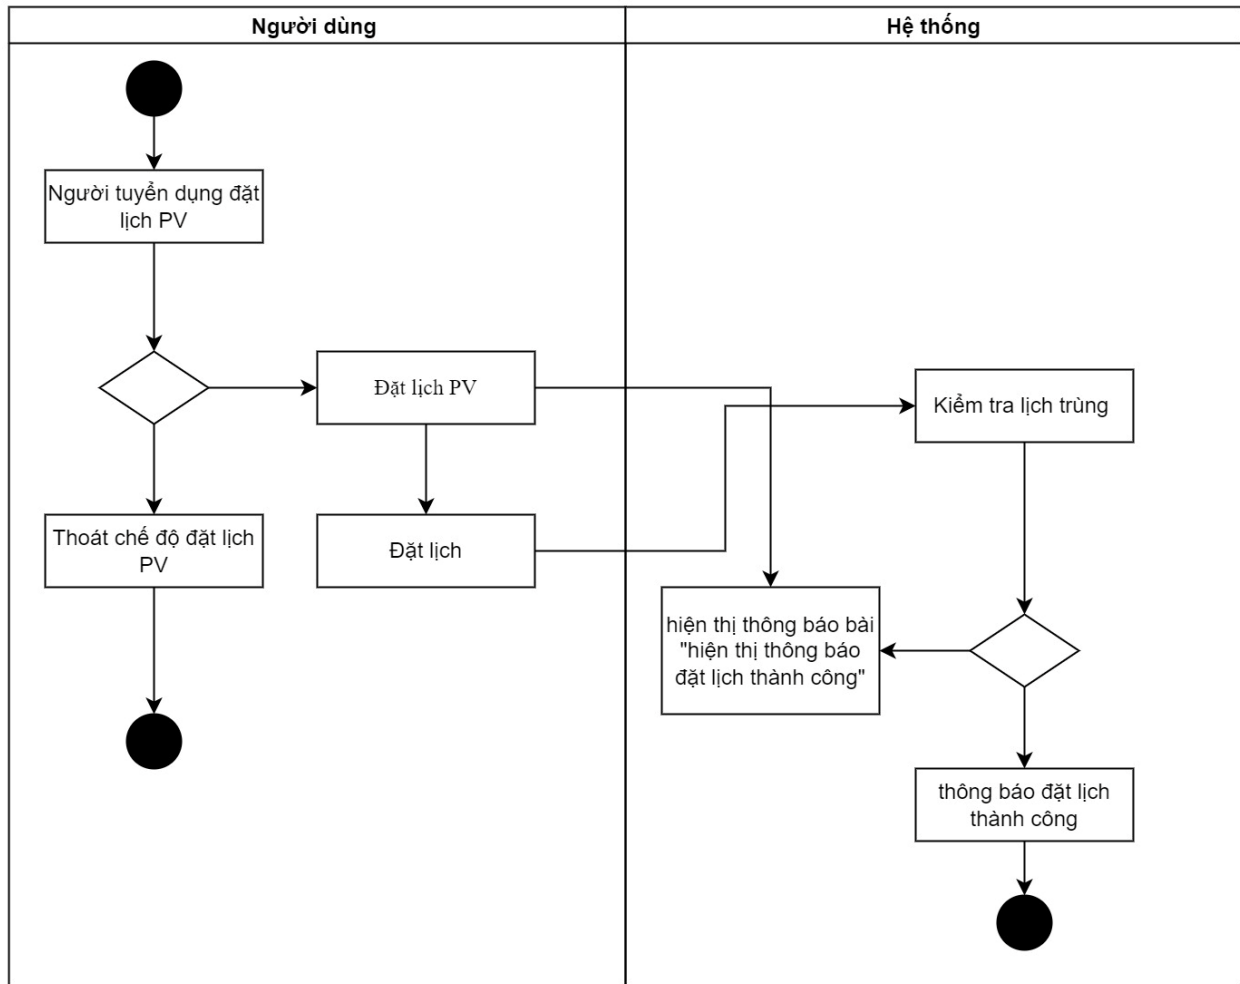 Người dùng
Hệ thống
Người tuyển dụng đặt
lịch PV
Đặt lịch PV
Kiểm tra lịch trùng
Thoát chế độ đặt lịch
PV
Đặt lịch
hiện thị thông báo bài
"hiện thị thông báo
đặt lịch thành công"
thông báo đặt lịch
thành công